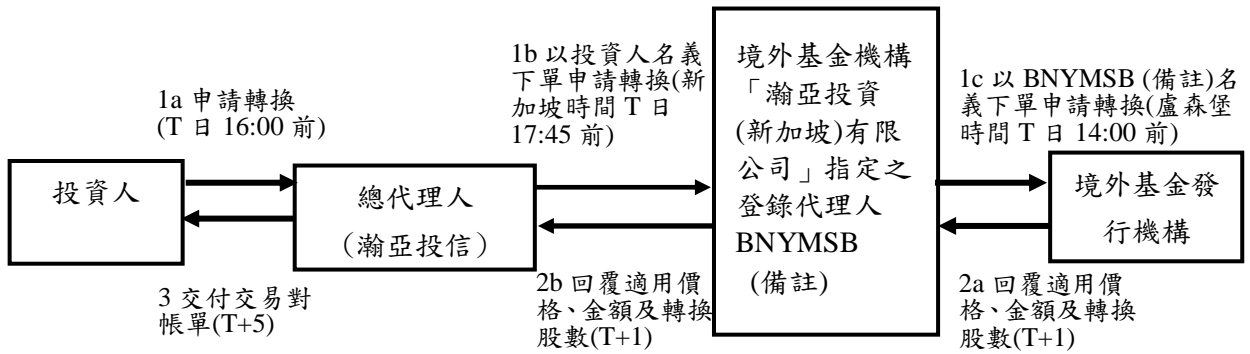 1a 申請轉換
(T 日 16:00 前)
投資人
3 交付交易對
帳單(T+5)
總代理人
（瀚亞投信）
1b 以投資人名義
下單申請轉換(新
加坡時間 T 日
17:45 前)
2b 回覆適用價
格、金額及轉換
股數(T+1)
境外基金機構
「瀚亞投資
(新加坡)有限
公司」指定之
登錄代理人
BNYMSB
(備註)
1c 以 BNYMSB (備註)名
義下單申請轉換(盧森堡
時間 T 日 14:00 前)
境外基金發
行機構
2a 回覆適用價
格、金額及轉換
股數(T+1)